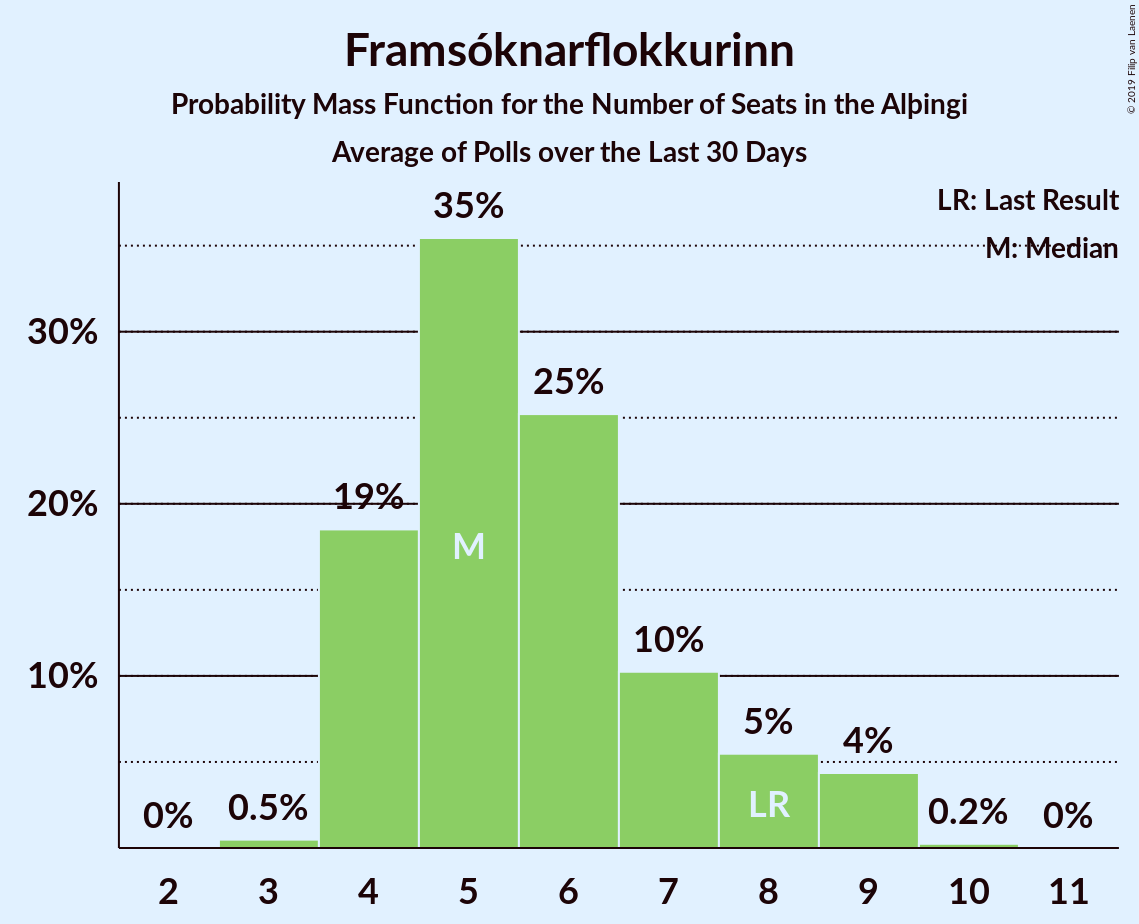 Framsóknarflokkurinn
Probability Mass Function for the Number of Seats in the Alþingi
Average of Polls over the Last 30 Days
© 2019 Filip van Laenen
LR: Last Result
M: Median
35%
30%
25%
20%
19%
M
10%
10%
5%
4%
LR
0%
0.5%
0.2%
0%
2 3 4 5 6 7 8 9 10 11